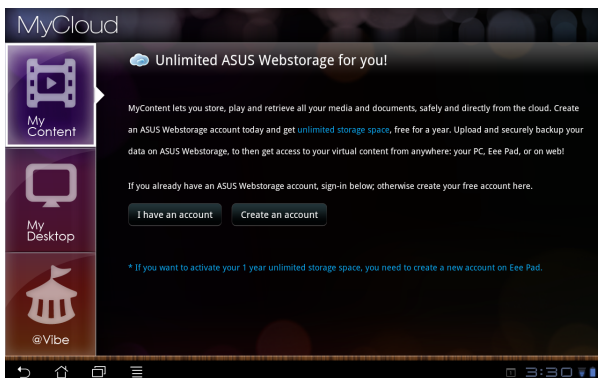 MyCloud
Unlimited ASUS Webstorage for you!
My
Content
MyContent lets you store, play and retrieve all your media and documents, safely and directly from the cloud. Create
an ASUS Webstorage account today and get unlimited storage space, free for a year. Upload and securely backup your
data on ASUS Webstorage, to then get access to your virtual content from anywhere: your PC, Eee Pad, or on web!
If you already have an ASUS Webstorage account, sign-in below; otherwise create your free account here.
I have an account
Create an account
My
Desktop
* If you want to activate your 1 year unlimited storage space, you need to create a new account on Eee Pad.
@Vibe
3:30